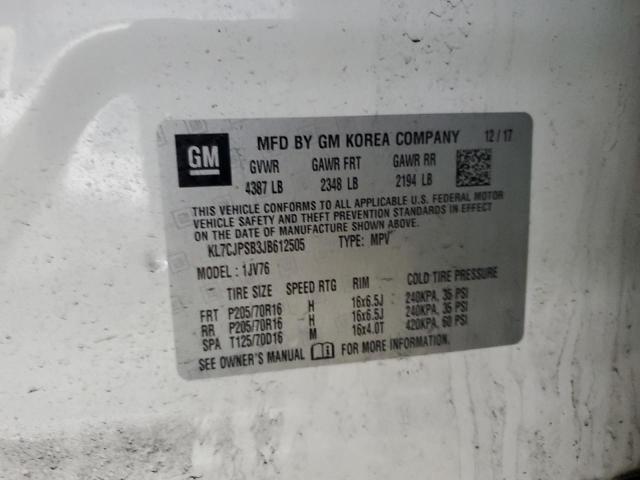 GM MFD BY GM KOREA COMPANY 12/17
GVWR GAWR FRT GAWR RR
4387 LB 2348 LB 2194 LB
THIS VEHICLE CONFORMS TO ALL APPLICABLE U.S. FEDERAL MOTOR
VEHICLE SAFETY AND THEFT PREVENTION STANDARDS IN EFFECT
ON THE DATE OF MANUFACTURE SHOWN ABOVE.
KL7CJPSB3JB612505 TYPE: MPV
MODEL: 1JV76
TIRE SIZE SPEED RTG RIM COLD TIRE PRESSURE
FRT P205/70R16 H 16x6.5J 240KPA, 35 PSI
RR P205/70R16 H 16x6.5J 240KPA, 35 PSI
SPA T125/70D16 M 16x4.0T 420KPA, 60 PSI
SEE OWNER'S MANUAL FOR MORE INFORMATION.